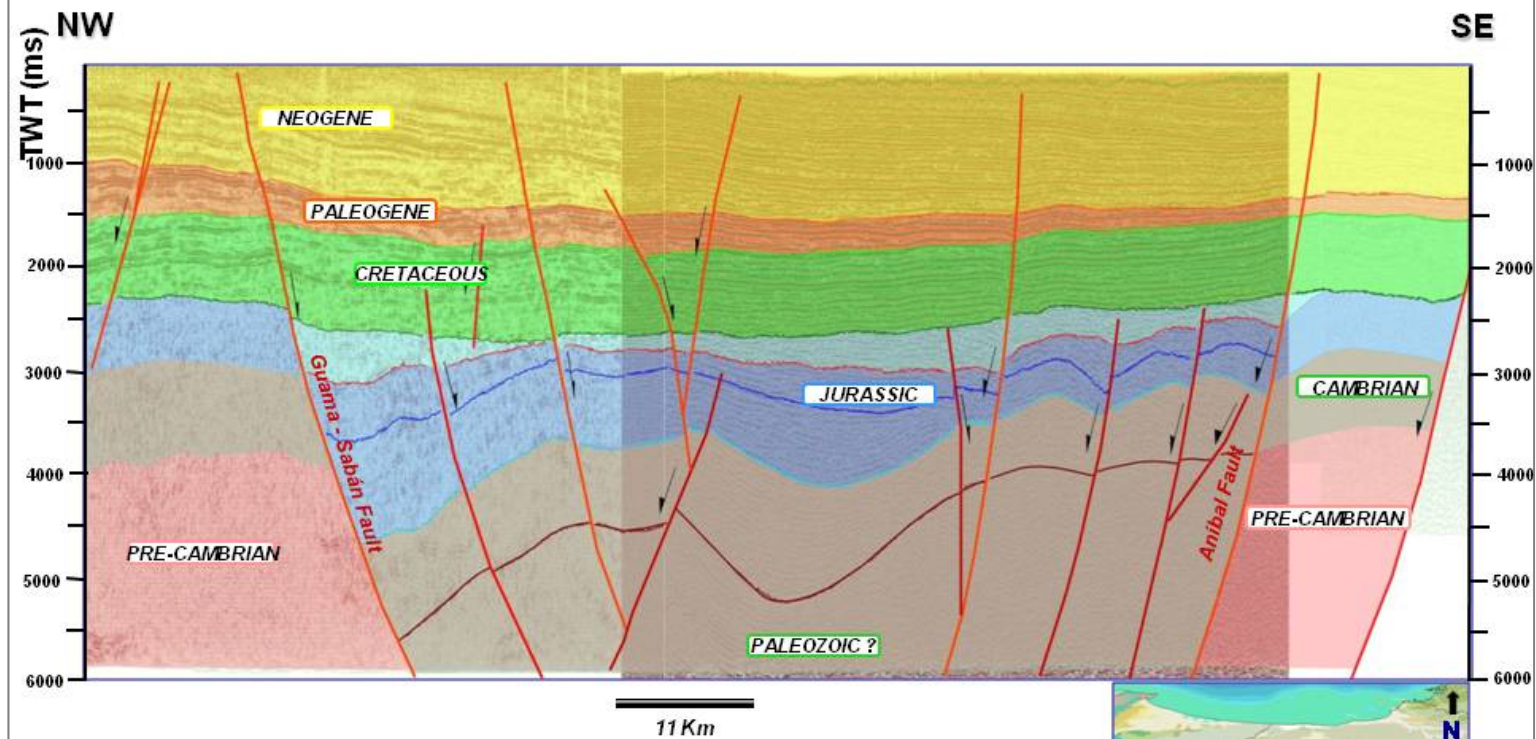 NW
SE
TWT (ms)
NEOGENE
1000
1000
PALEOGENE
CRETACEOUS
2000
2000
3000
3000
Guama - Sabán Fault
JURASSIC
CAMBRIAN
4000
4000
PRE-CAMBRIAN
PRE-CAMBRIAN
Aníbal Fault
5000
5000
PALEOZOIC ?
6000
6000
11 Km
N